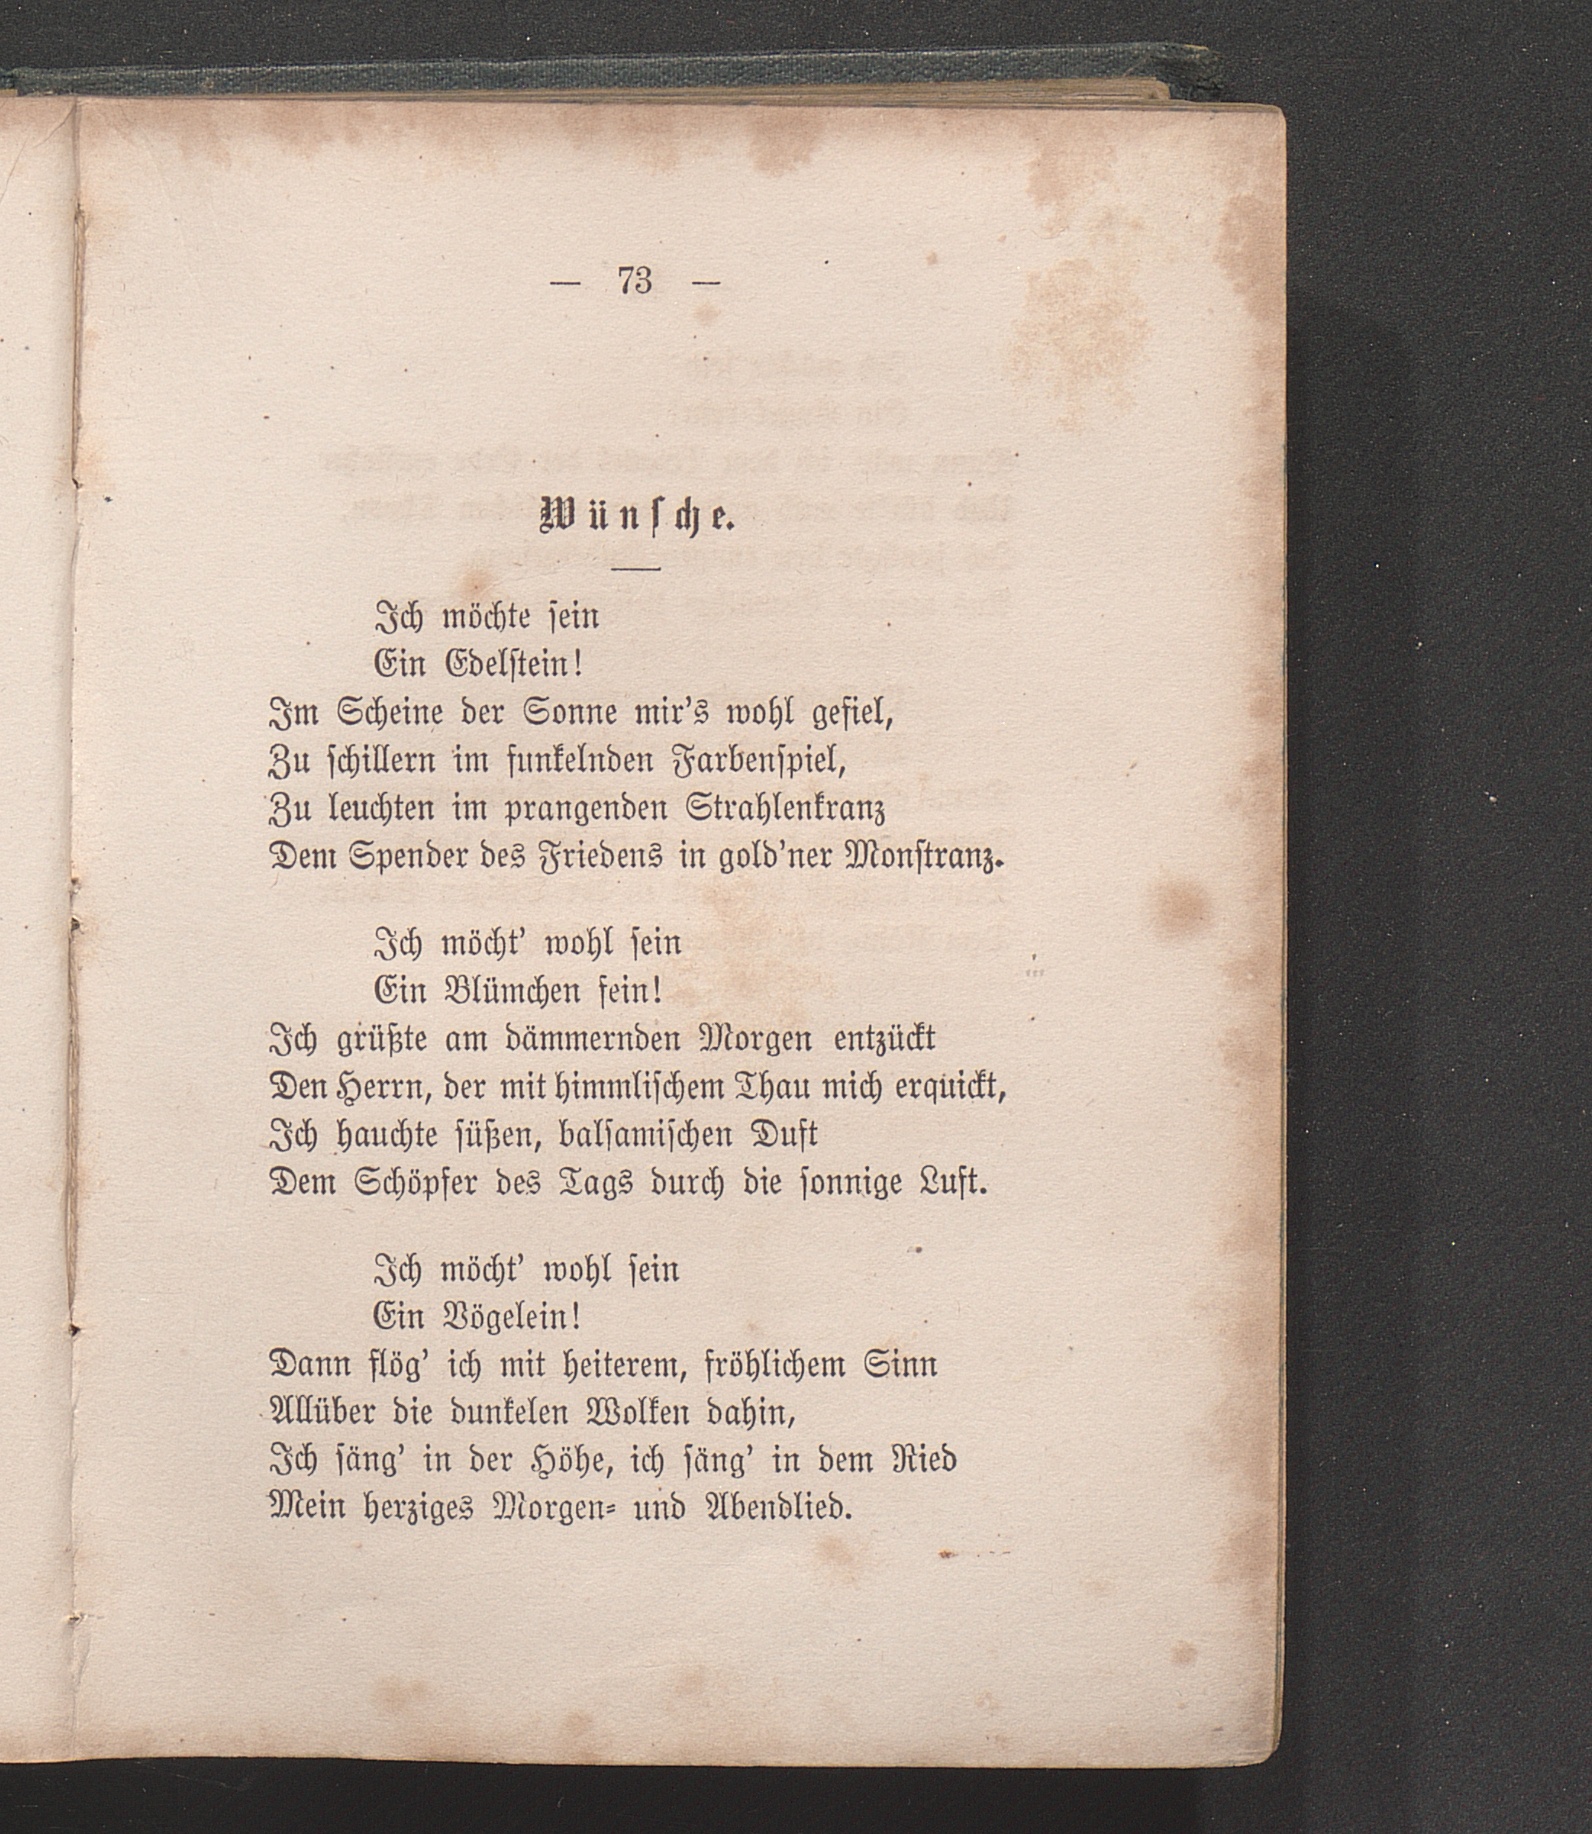 — 73 —
Wünſche.
Ich möchte ſein
Ein Edelſtein!
Im Scheine der Sonne mir's wohl gefiel,
Zu ſchillern im funkelnden Farbenſpiel,
Zu leuchten im prangenden Strahlenkranz
Dem Spender des Friedens in gold'ner Monſtranz.
Ich möcht' wohl ſein
Ein Blümchen fein!
Ich grüßte am dämmernden Morgen entzückt
Den Herrn, der mit himmliſchem Thau mich erquickt,
Ich hauchte ſüßen, balſamiſchen Duft
Dem Schöpfer des Tags durch die ſonnige Luft.
Ich möcht' wohl ſein
Ein Vögelein!
Dann flög' ich mit heiterem, fröhlichem Sinn
Allüber die dunkelen Wolken dahin,
Ich ſäng' in der Höhe, ich ſäng' in dem Ried
Mein herziges Morgen- und Abendlied.